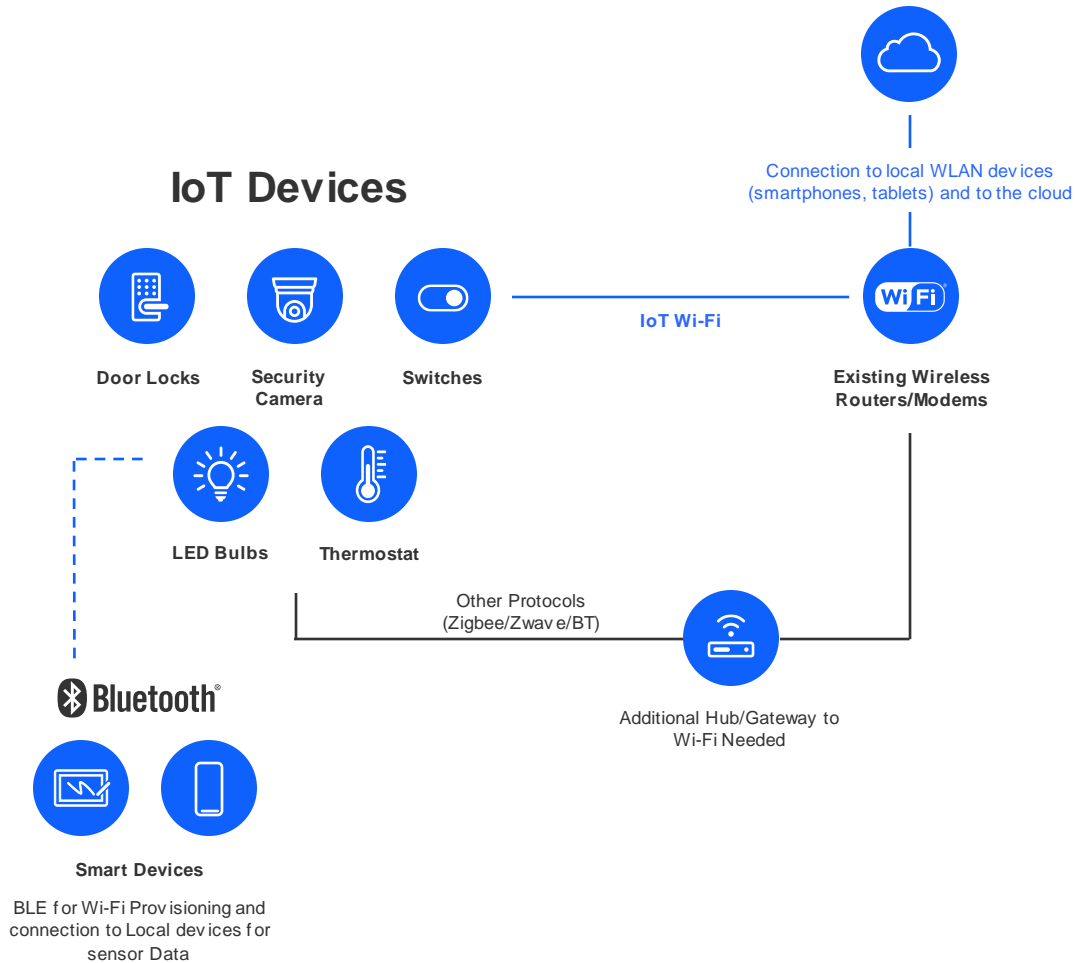 Connection to local WLAN devices
(smartphones, tablets) and to the cloud
IoT Devices
WiFi
IoT Wi-Fi
Door Locks
Security
Camera
Switches
Existing Wireless
Routers/Modems
LED Bulbs
Thermostat
Other Protocols
(Zigbee/Zwave/BT)
Additional Hub/Gateway to
Wi-Fi Needed
Bluetooth®
Smart Devices
BLE for Wi-Fi Provisioning and
connection to Local devices for
sensor Data